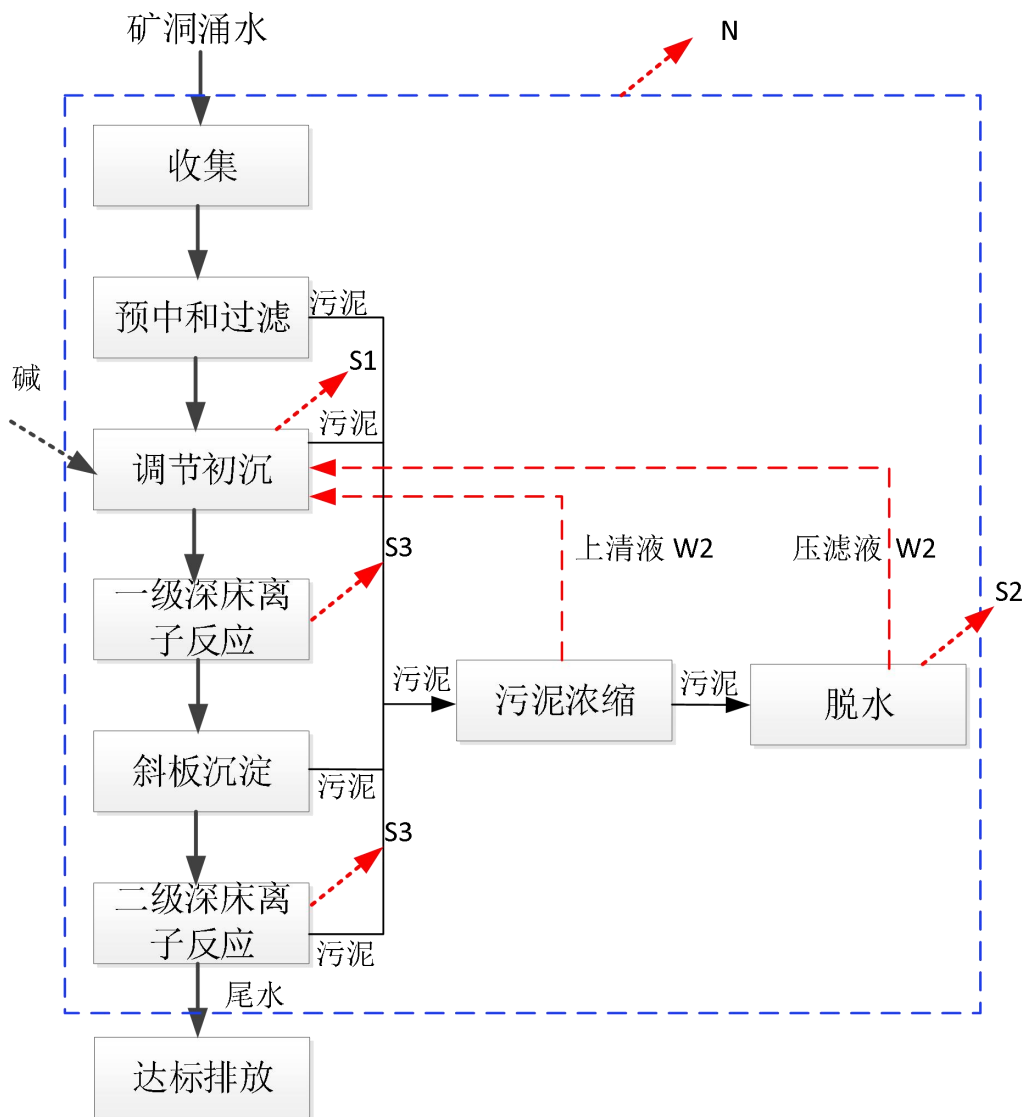 矿洞涌水
N
收集
预中和过滤
污泥
S1
碱
污泥
调节初沉
上清液 W2
压滤液 W2
S3
一级深床离
子反应
S2
污泥
污泥浓缩
污泥
脱水
斜板沉淀
污泥
S3
二级深床离
子反应
污泥
尾水
达标排放